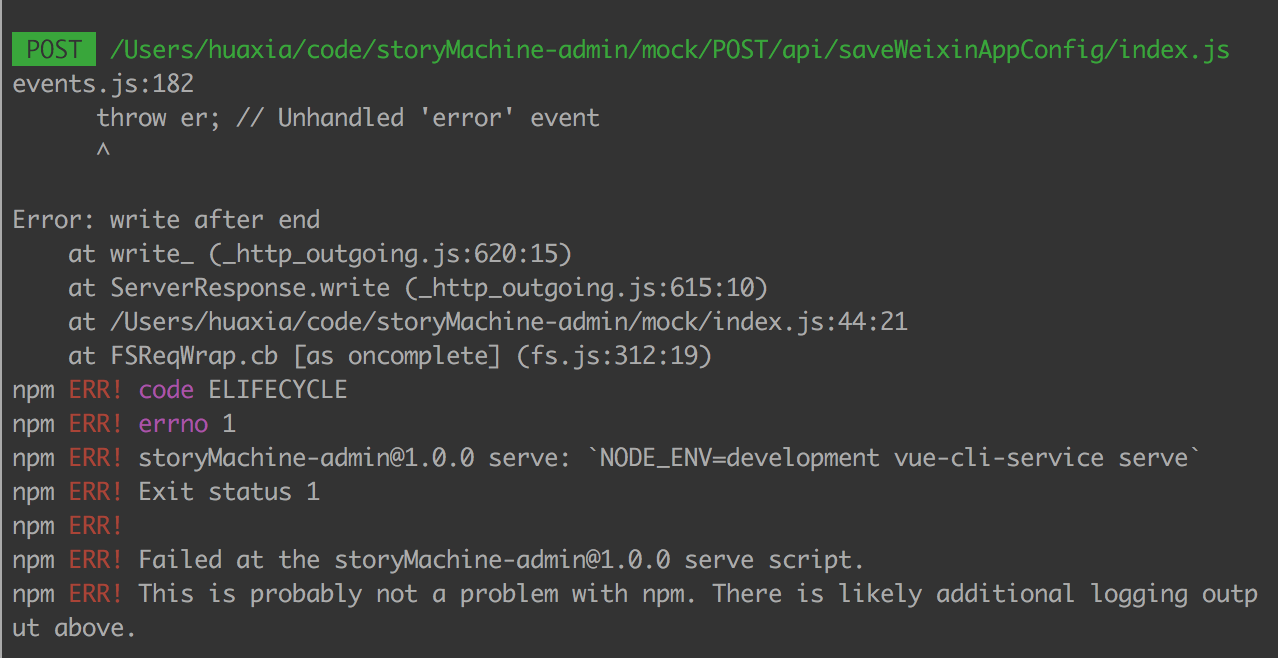 POST /Users/huaxia/code/storyMachine-admin/mock/POST/api/saveWeixinAppConfig/index.js
events.js:182
      throw er; // Unhandled 'error' event
      ^
Error: write after end
    at write_ (_http_outgoing.js:620:15)
    at ServerResponse.write (_http_outgoing.js:615:10)
    at /Users/huaxia/code/storyMachine-admin/mock/index.js:44:21
    at FSReqWrap.cb [as oncomplete] (fs.js:312:19)
npm ERR! code ELIFECYCLE
npm ERR! errno 1
npm ERR! storyMachine-admin@1.0.0 serve: `NODE_ENV=development vue-cli-service serve`
npm ERR! Exit status 1
npm ERR!
npm ERR! Failed at the storyMachine-admin@1.0.0 serve script.
npm ERR! This is probably not a problem with npm. There is likely additional logging outp
ut above.